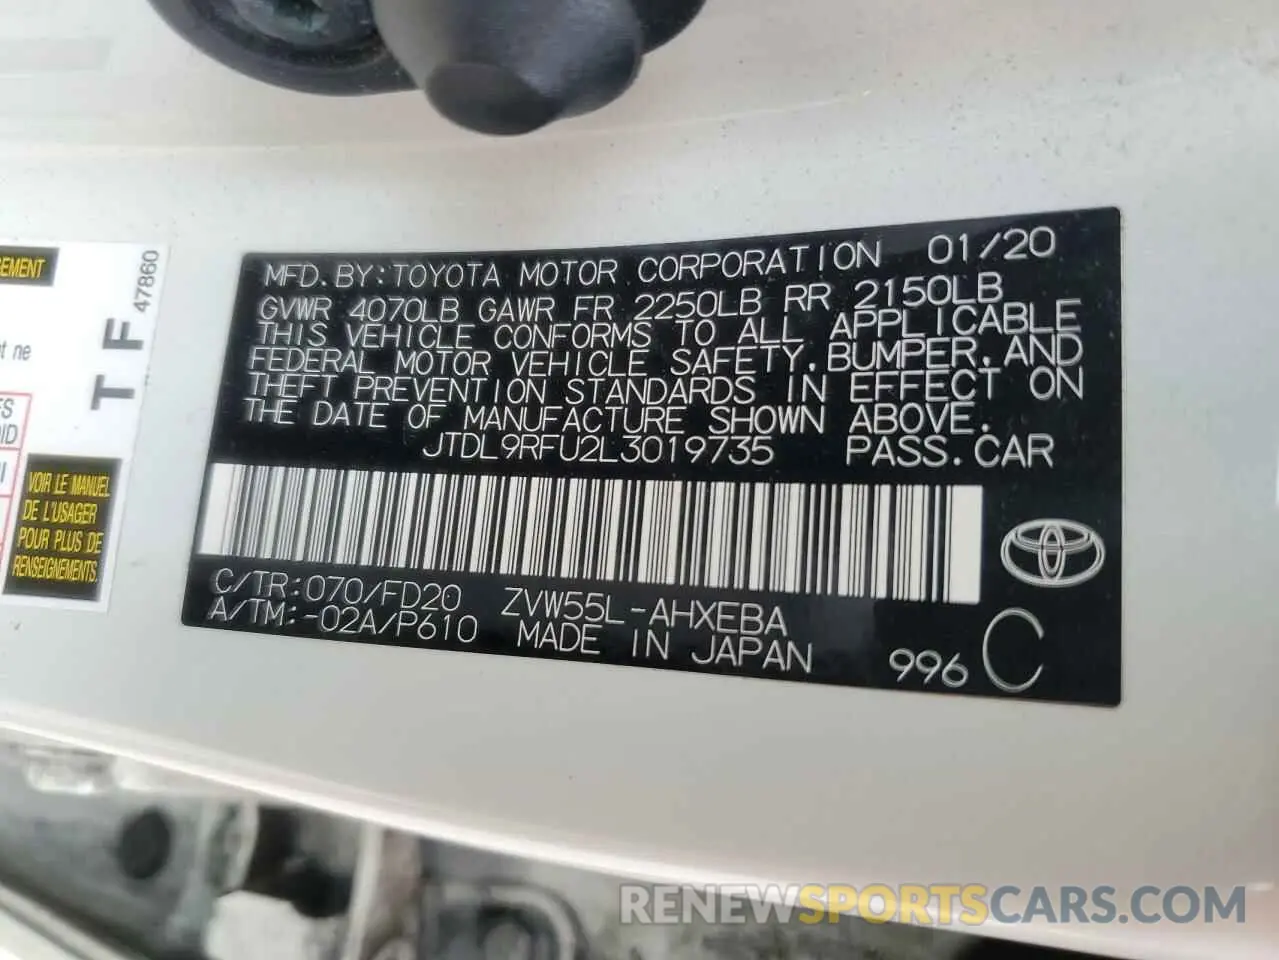 MFD.BY:TOYOTA MOTOR CORPORATION 01/20
GVWR 4070LB GAWR FR 2250LB RR 2150LB
THIS VEHICLE CONFORMS TO ALL APPLICABLE
FEDERAL MOTOR VEHICLE SAFETY,BUMPER,AND
THEFT PREVENTION STANDARDS IN EFFECT ON
THE DATE OF MANUFACTURE SHOWN ABOVE.
JTDL9RFU2L3019735 PASS.CAR
C/TR:070/FD20 ZVW55L-AHXEBA
A/TM:-02A/P610 MADE IN JAPAN
996 C
47860
T F
ne
VOIR LE MANUEL
DE L'USAGER
POUR PLUS DE
RENSEIGNEMENTS.
RENEWSPORTSCARS.COM